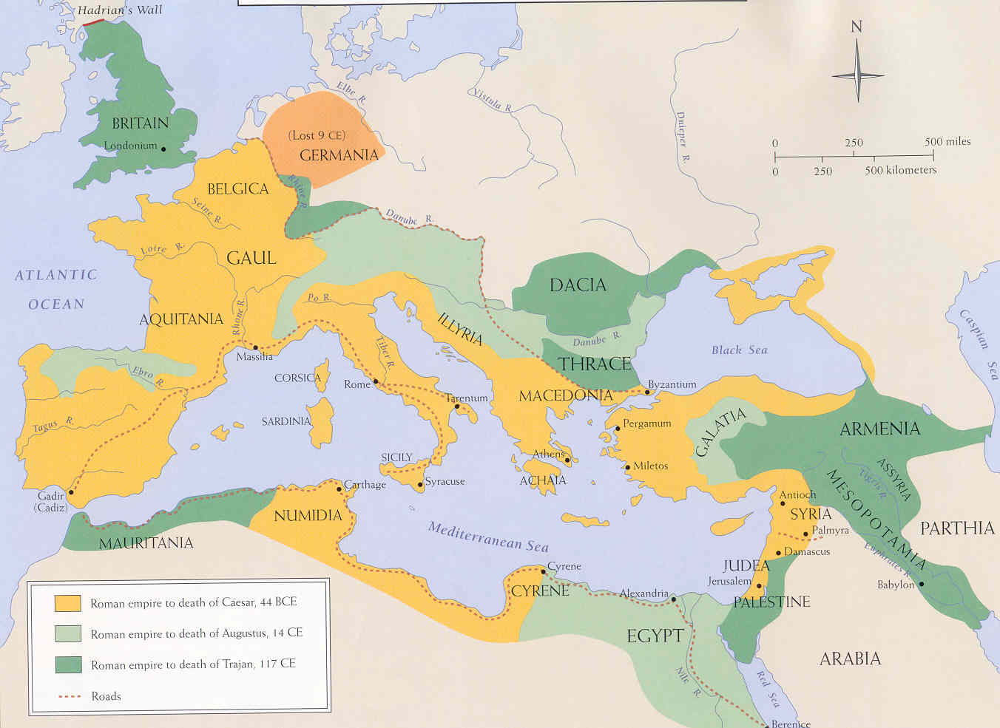 Hadrian's Wall
N
Elbe R.
Vistula R.
Dnieper R.
BRITAIN
Londonium
(Lost 9 CE)
GERMANIA
0 250 500 miles
0 250 500 kilometers
BELGICA
Rhine R.
Seine R.
Danube R.
Loire R.
GAUL
ATLANTIC
OCEAN
DACIA
Po R.
AQUITANIA
Rhone R.
ILLYRIA
Caspian Sea
Danube R.
Black Sea
Massilia
Tiber R.
THRACE
Ebro R.
CORSICA
Rome
Byzantium
MACEDONIA
Tarentum
Tagus R.
SARDINIA
Pergamum
GALATIA
ARMENIA
SICILY
Athens
Miletos
ACHAIA
ASSYRIA
Tigris R.
MESOPOTAMIA
Gadir
(Cadiz)
Carthage
Syracuse
Antioch
NUMIDIA
SYRIA
Palmyra
PARTHIA
MAURITANIA
Mediterranean Sea
Damascus
Euphrates R.
JUDEA
Cyrene
Jerusalem
Babylon
CYRENE
Alexandria
PALESTINE
EGYPT
ARABIA
Nile R.
Red Sea
Berenice
Roman empire to death of Caesar, 44 BCE
Roman empire to death of Augustus, 14 CE
Roman empire to death of Trajan, 117 CE
Roads